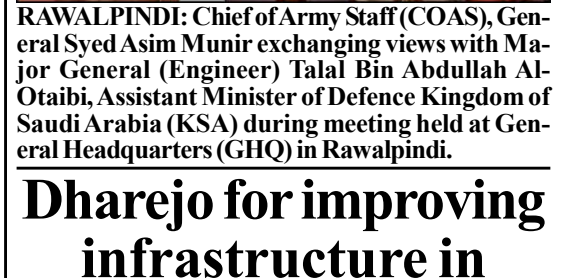 RAWALPINDI: Chief of Army Staff (COAS), Gen-
eral Syed Asim Munir exchanging views with Ma-
jor General (Engineer) Talal Bin Abdullah Al-
Otaibi, Assistant Minister of Defence Kingdom of
Saudi Arabia (KSA) during meeting held at Gen-
eral Headquarters (GHQ) in Rawalpindi.
Dharejo for improving
infrastructure in